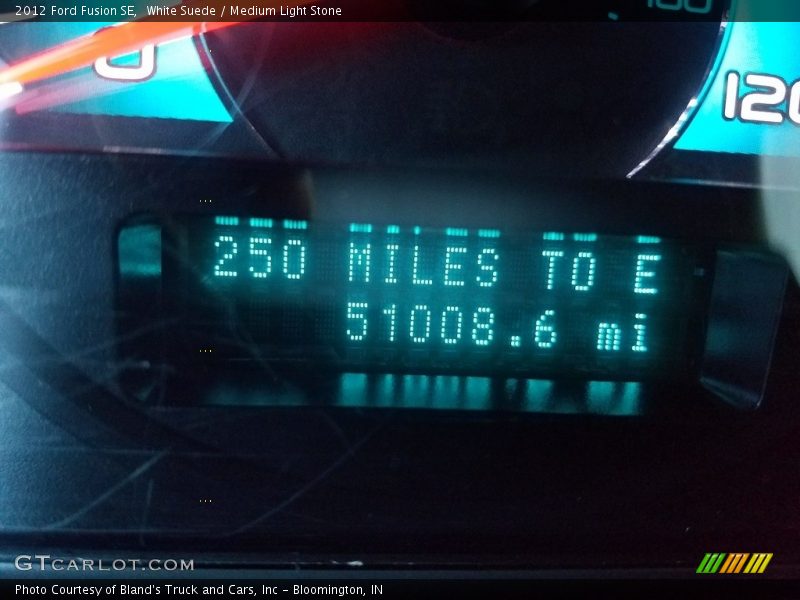 2012 Ford Fusion SE,  White Suede / Medium Light Stone
0
120
250 MILES TO E
51008.6 mi
GTCARLOT.COM
Photo Courtesy of Bland's Truck and Cars, Inc - Bloomington, IN